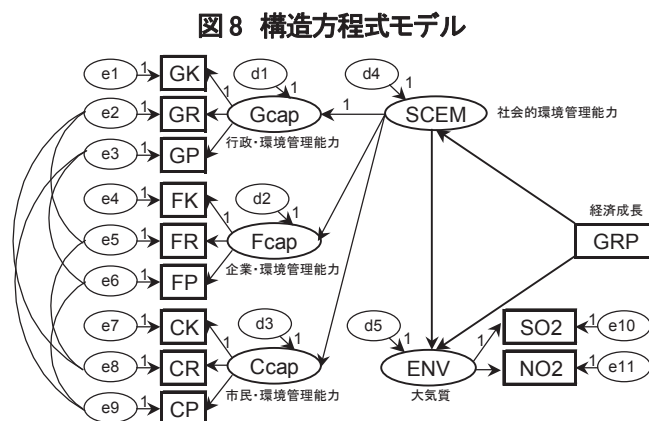 図 8 構造方程式モデル
e1 1 GK
e2 1 GR
e3 1 GP
1
d1 1
Gcap
行政・環境管理能力
1
d4 1
SCEM
社会的環境管理能力
e4 1 FK
e5 1 FR
e6 1 FP
1
d2 1
Fcap
企業・環境管理能力
経済成長
GRP
e7 1 CK
e8 1 CR
e9 1 CP
1
d3 1
Ccap
市民・環境管理能力
d5 1
ENV
大気質
1
SO2 1 e10
NO2 1 e11